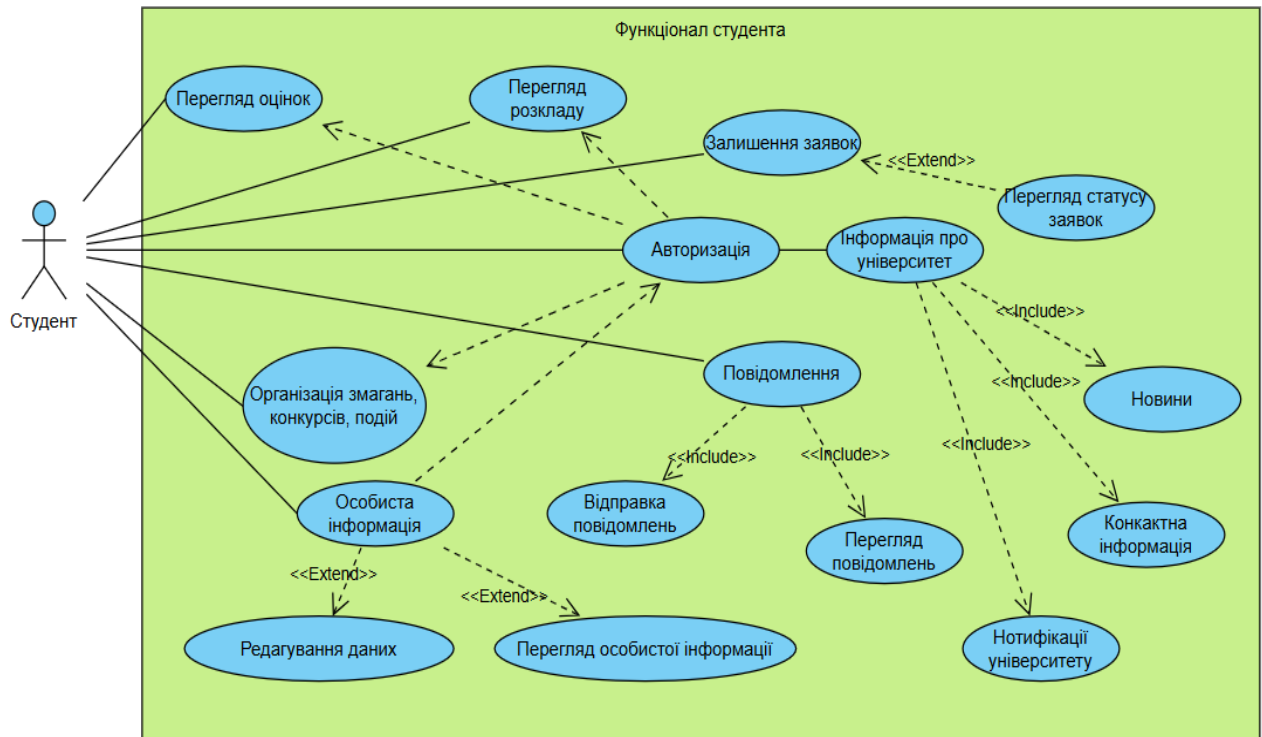 Функціонал студента
Перегляд оцінок
Перегляд
розкладу
Залишення заявок
<<Extend>>
Перегляд статусу
заявок
Авторизація
Інформація про
університет
Студент
<<Include>>
Організація змагань,
конкурсів, подій
Повідомлення
<<Include>>
Новини
<<Include>>
<<Include>>
<<Include>>
Особиста
інформація
Відправка
повідомлень
Перегляд
повідомлень
Конкактна
інформація
<<Extend>>
<<Extend>>
Редагування даних
Перегляд особистої інформації
Нотифікації
університету